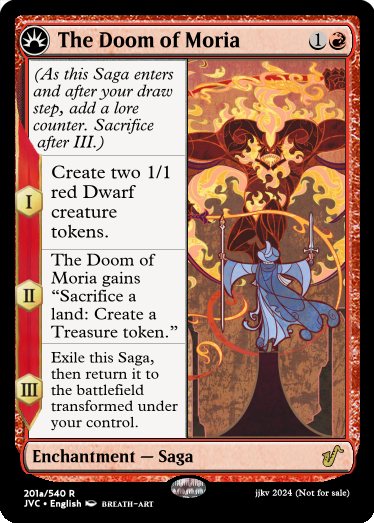 The Doom of Moria 1
(As this Saga enters
and after your draw
step, add a lore
counter. Sacrifice
after III.)
I
Create two 1/1
red Dwarf
creature
tokens.
II
The Doom of
Moria gains
“Sacrifice a
land: Create a
Treasure token.”
III
Exile this Saga,
then return it to
the battlefield
transformed under
your control.
Enchantment — Saga
201a/540 R
JVC • English BREATH-ART
jjkv 2024 (Not for sale)